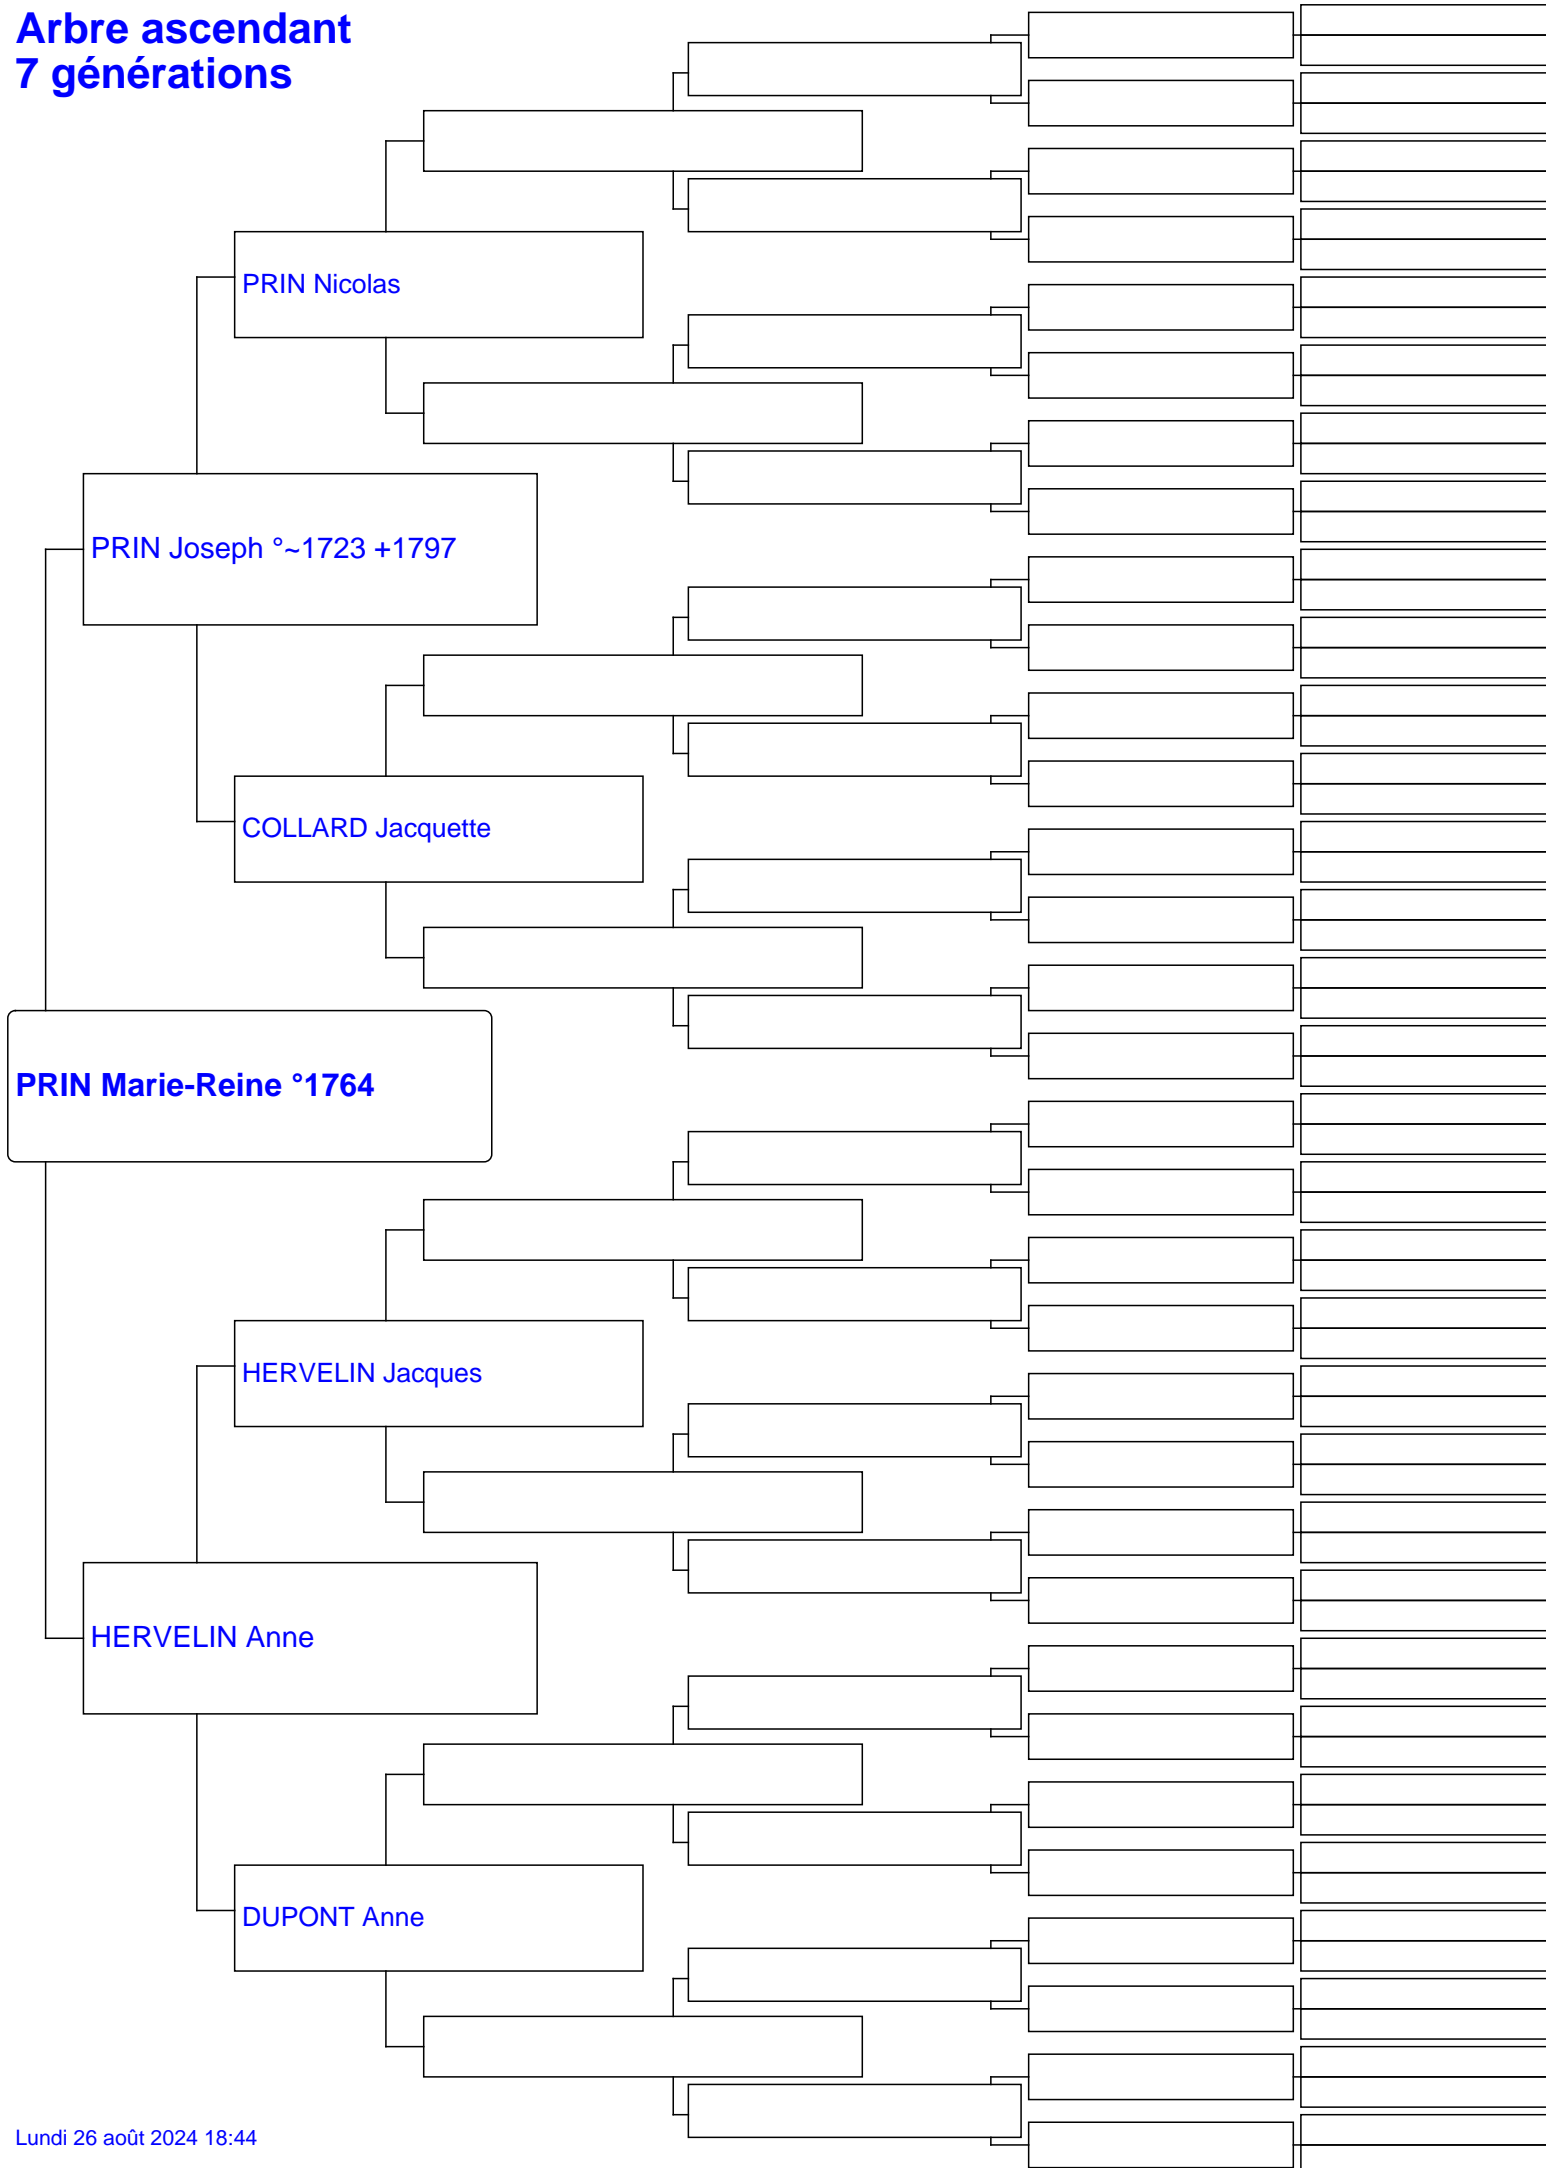 Arbre ascendant
7 générations
PRIN Nicolas
PRIN Joseph °~1723 +1797
COLLARD Jacquette
PRIN Marie-Reine °1764
HERVELIN Jacques
HERVELIN Anne
DUPONT Anne
Lundi 26 août 2024 18:44